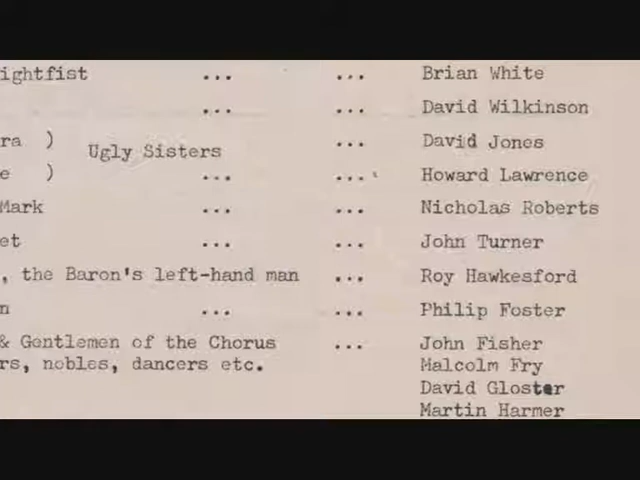 ightfist ... ... Brian White
... ... David Wilkinson
ra ) ... David Jones
Ugly Sisters
e ) ... ... Howard Lawrence
Mark ... ... Nicholas Roberts
et ... ... John Turner
, the Baron's left-hand man ... Roy Hawkesford
n ... ... Philip Foster
& Gentlemen of the Chorus ... John Fisher
rs, nobles, dancers etc. Malcolm Fry
David Gloster
Martin Harmer